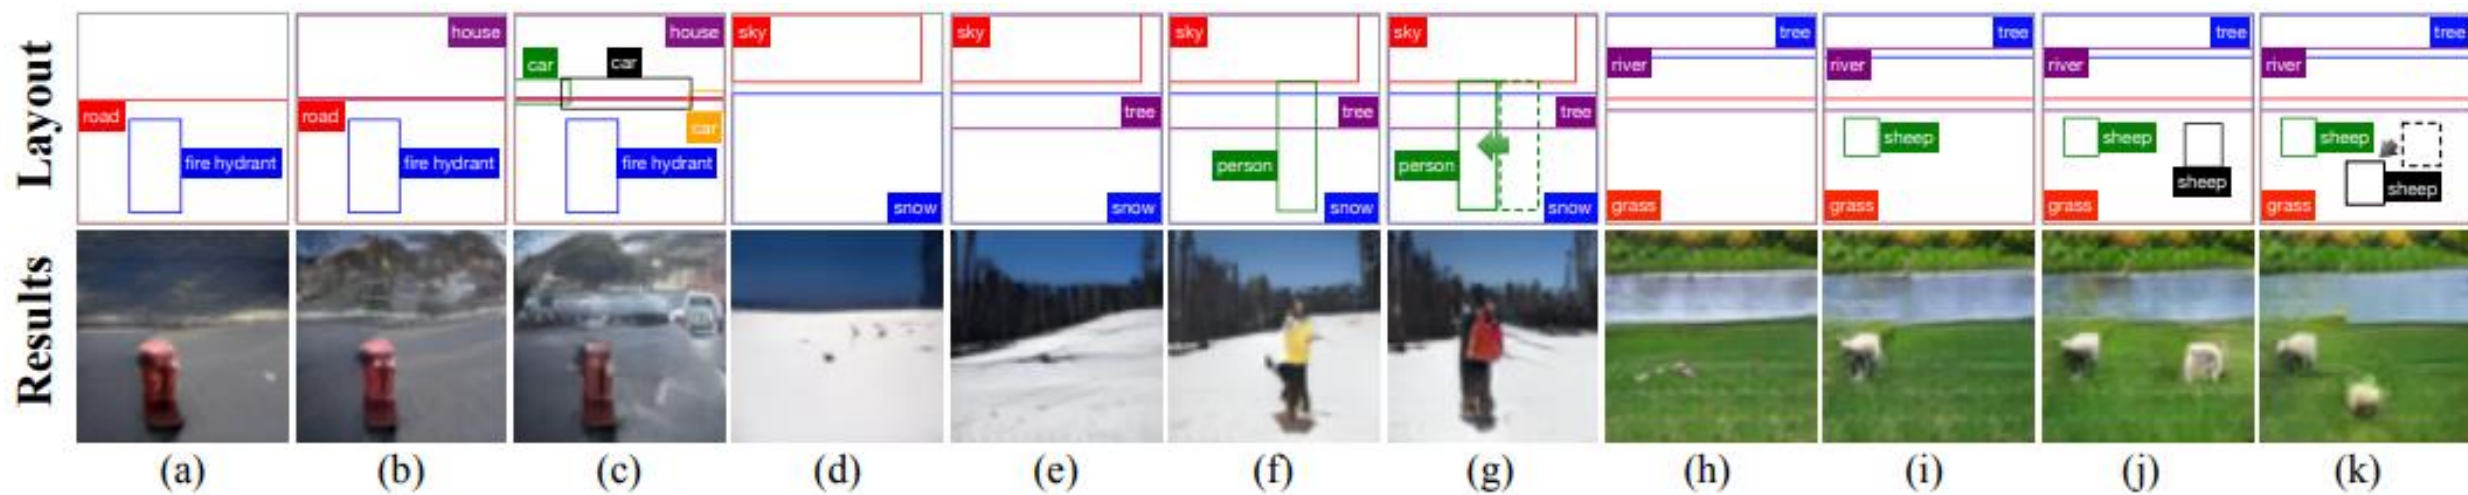 Layout
road
fire hydrant
house
road
fire hydrant
house
car
car
car
fire hydrant
sky
snow
sky
tree
snow
sky
tree
person
snow
sky
tree
person
snow
tree
river
grass
tree
river
sheep
grass
tree
river
sheep
sheep
grass
tree
river
sheep
sheep
grass
Results
(a) (b) (c) (d) (e) (f) (g) (h) (i) (j) (k)